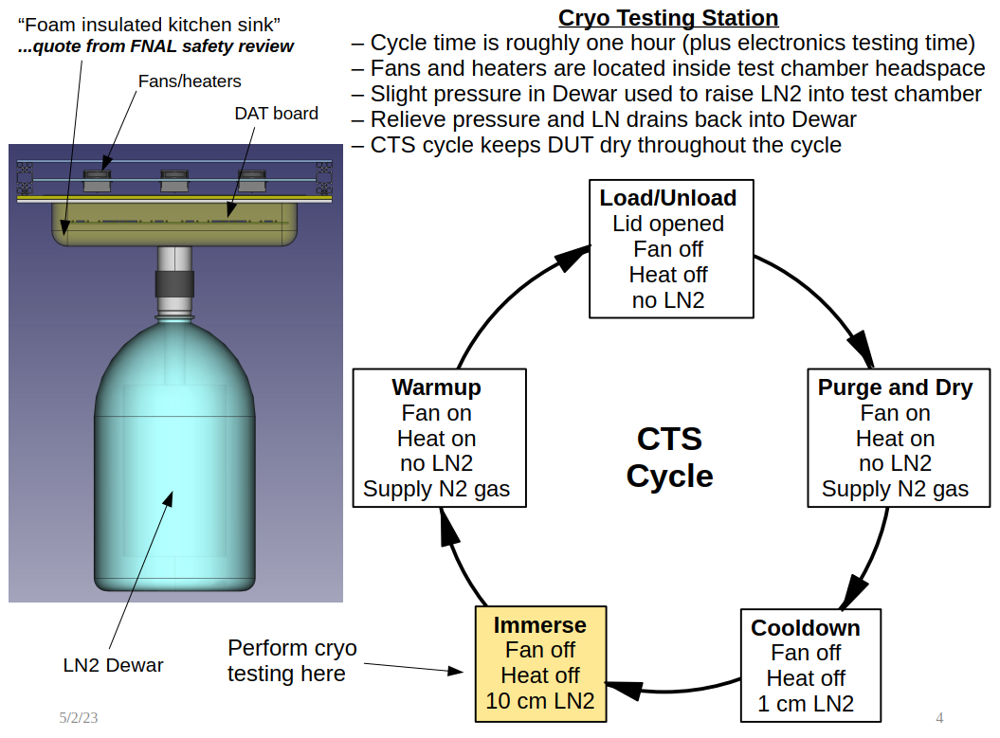 “Foam insulated kitchen sink”
...quote from FNAL safety review
Fans/heaters
DAT board
Cryo Testing Station
– Cycle time is roughly one hour (plus electronics testing time)
– Fans and heaters are located inside test chamber headspace
– Slight pressure in Dewar used to raise LN2 into test chamber
– Relieve pressure and LN drains back into Dewar
– CTS cycle keeps DUT dry throughout the cycle
Load/Unload
Lid opened
Fan off
Heat off
no LN2
Purge and Dry
Fan on
Heat on
no LN2
Supply N2 gas
Cooldown
Fan off
Heat off
1 cm LN2
Immerse
Fan off
Heat off
10 cm LN2
Warmup
Fan on
Heat on
no LN2
Supply N2 gas
CTS
Cycle
Perform cryo
testing here
LN2 Dewar
5/2/23
4